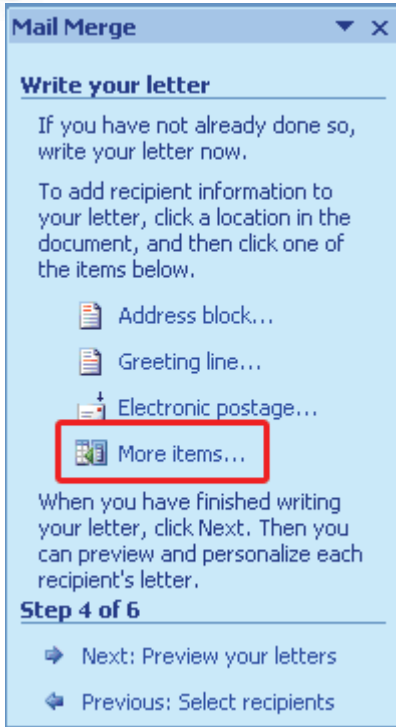 Mail Merge
Write your letter
If you have not already done so,
write your letter now.
To add recipient information to
your letter, click a location in the
document, and then click one of
the items below.
Address block...
Greeting line...
Electronic postage...
More items...
When you have finished writing
your letter, click Next. Then you
can preview and personalize each
recipient's letter.
Step 4 of 6
Next: Preview your letters
Previous: Select recipients